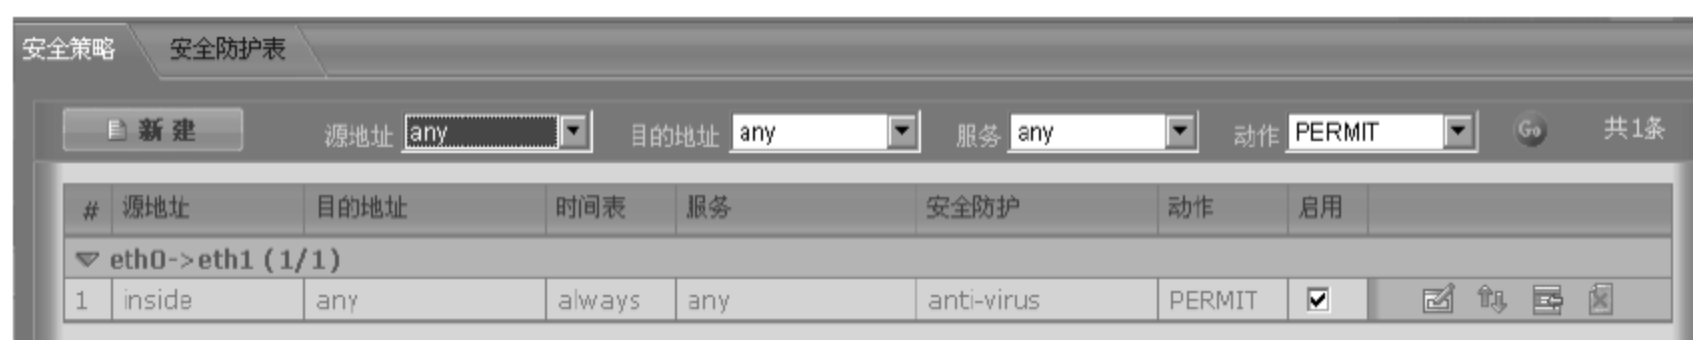 安全策略 安全防护表
新建 源地址 any 目的地址 any 服务 any 动作 PERMIT Go 共1条
# 源地址 目的地址 时间表 服务 安全防护 动作 启用
eth0->eth1 (1/1)
1 inside any always any anti-virus PERMIT